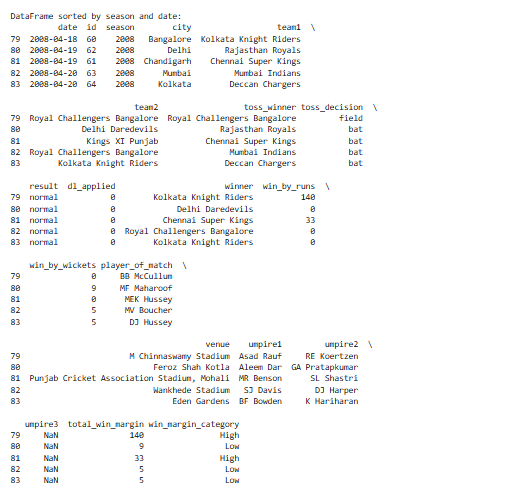 DataFrame sorted by season and date:
date id season city team1 \
79 2008-04-18 60 2008 Bangalore Kolkata Knight Riders
80 2008-04-19 62 2008 Delhi Rajasthan Royals
81 2008-04-19 61 2008 Chandigarh Chennai Super Kings
82 2008-04-20 63 2008 Mumbai Mumbai Indians
83 2008-04-20 64 2008 Kolkata Deccan Chargers
team2 toss_winner toss_decision \
79 Royal Challengers Bangalore Royal Challengers Bangalore field
80 Delhi Daredevils Rajasthan Royals bat
81 Kings XI Punjab Chennai Super Kings bat
82 Royal Challengers Bangalore Mumbai Indians bat
83 Kolkata Knight Riders Deccan Chargers bat
result dl_applied winner win_by_runs \
79 normal 0 Kolkata Knight Riders 140
80 normal 0 Delhi Daredevils 0
81 normal 0 Chennai Super Kings 33
82 normal 0 Royal Challengers Bangalore 0
83 normal 0 Kolkata Knight Riders 0
win_by_wickets player_of_match \
79 0 BB McCullum
80 9 MF Maharoof
81 0 MEK Hussey
82 5 MV Boucher
83 5 DJ Hussey
venue umpire1 umpire2 \
79 M Chinnaswamy Stadium Asad Rauf RE Koertzen
80 Feroz Shah Kotla Aleem Dar GA Pratapkumar
81 Punjab Cricket Association Stadium, Mohali MR Benson SL Shastri
82 Wankhede Stadium SJ Davis DJ Harper
83 Eden Gardens BF Bowden K Hariharan
umpire3 total_win_margin win_margin_category
79 NaN 140 High
80 NaN 9 Low
81 NaN 33 High
82 NaN 5 Low
83 NaN 5 Low